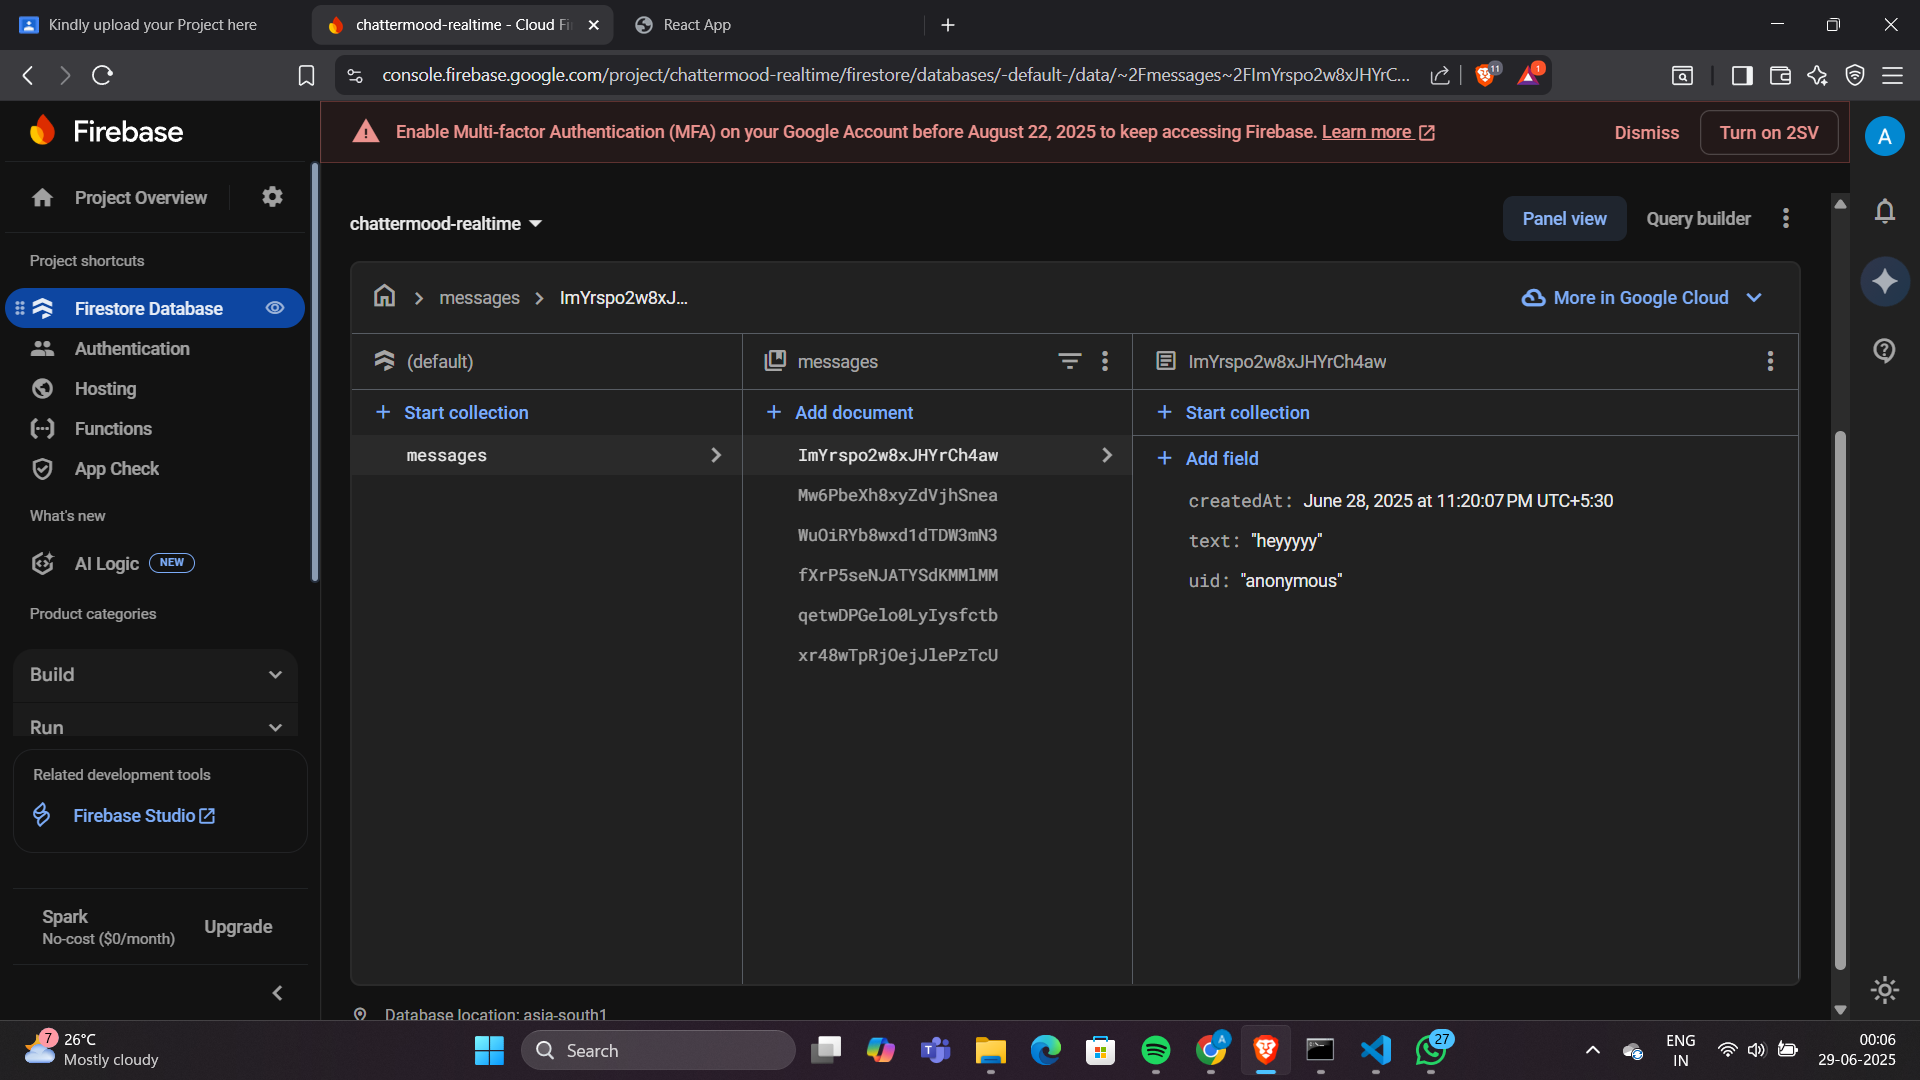 Kindly upload your Project here
chattermood-realtime - Cloud Fi
React App
console.firebase.google.com/project/chattermood-realtime/firestore/databases/-default-/data/~2Fmessages~2FImYrspo2w8xJHYrC...
11
1
Firebase
Enable Multi-factor Authentication (MFA) on your Google Account before August 22, 2025 to keep accessing Firebase. Learn more
Dismiss
Turn on 2SV
A
Project Overview
Project shortcuts
Firestore Database
Authentication
Hosting
Functions
App Check
What's new
AI Logic NEW
Product categories
Build
Run
Related development tools
Firebase Studio
Spark
No-cost ($0/month)
Upgrade
chattermood-realtime
Panel view
Query builder
messages
ImYrspo2w8xJ...
More in Google Cloud
(default)
Start collection
messages
messages
Add document
ImYrspo2w8xJHYrCh4aw
Mw6PbeXh8xyZdVjhSnea
WuOiRYb8wxd1dTDW3mN3
fXrP5seNJATYSdKMMlMM
qetwDPGelo0LyIysfctb
xr48wTpRjOejJlePzTcU
ImYrspo2w8xJHYrCh4aw
Start collection
Add field
createdAt: June 28, 2025 at 11:20:07 PM UTC+5:30
text: "heyyyyy"
uid: "anonymous"
Database location: asia-south1
7
26°C
Mostly cloudy
Search
A
27
ENG
IN
00:06
29-06-2025